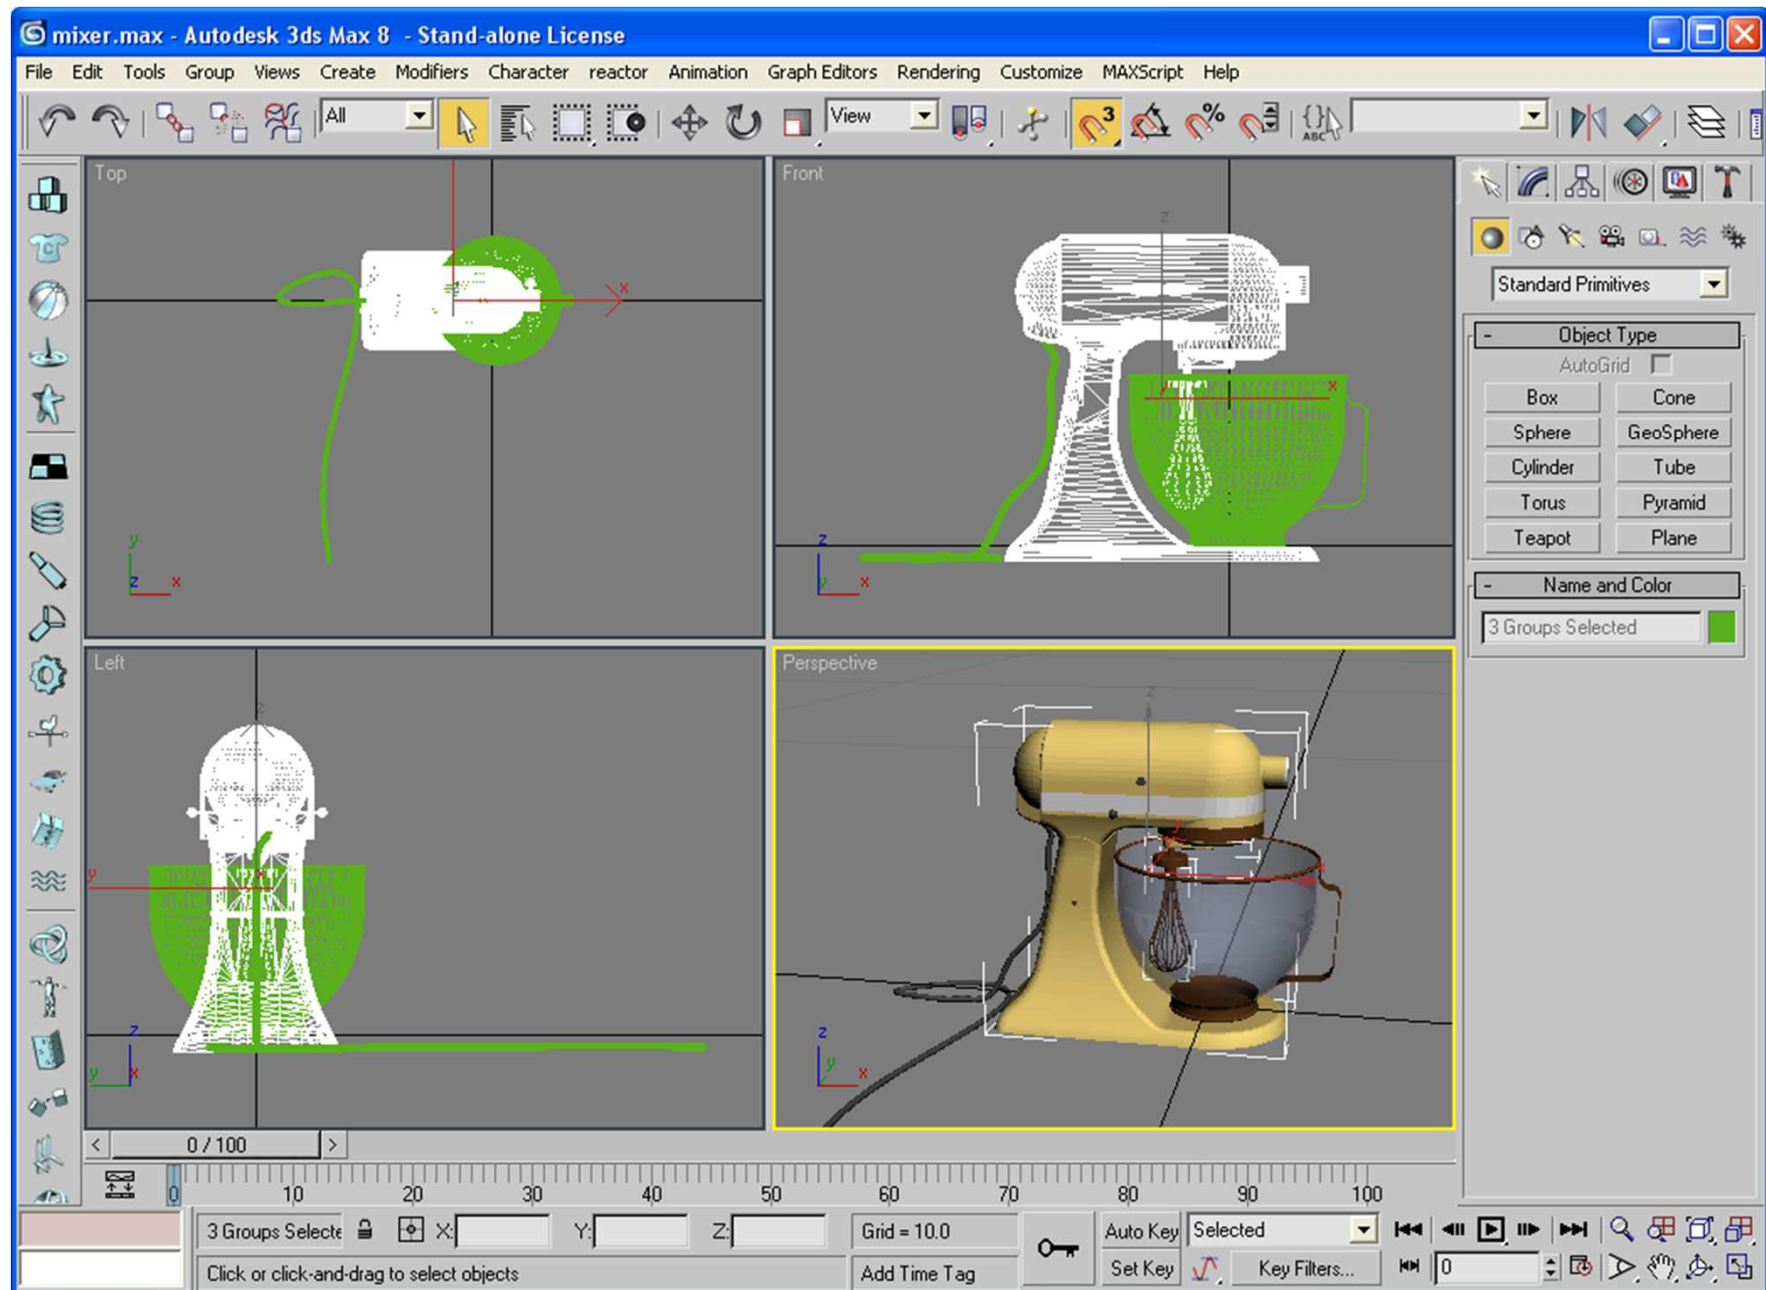 mixer.max - Autodesk 3ds Max 8 - Stand-alone License
File Edit Tools Group Views Create Modifiers Character reactor Animation Graph Editors Rendering Customize MAXScript Help
All
View
3
%
{}
ABC
Top
Front
Standard Primitives
- Object Type
AutoGrid
Box Cone
Sphere GeoSphere
Cylinder Tube
Torus Pyramid
Teapot Plane
- Name and Color
3 Groups Selected
x
y
z x
z
x
z
y x
Left
Perspective
z
y
x
z
y x
z
y
x
z
y
x
< 0 / 100 >
0 10 20 30 40 50 60 70 80 90 100
3 Groups Selecte X: Y: Z: Grid = 10.0 Auto Key Selected
Click or click-and-drag to select objects Add Time Tag Set Key Key Filters... 0